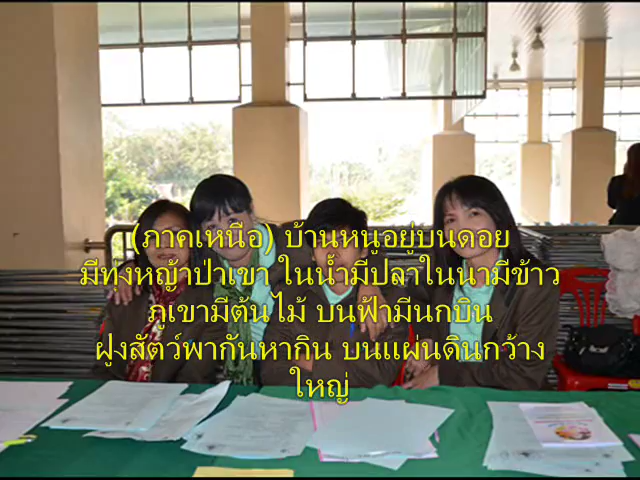 (ภาคเหนือ) บ้านหนูอยู่บนดอย
มีทุ่งหญ้าป่าเขา ในน้ำมีปลาในนามีข้าว
ภูเขามีต้นไม้ บนฟ้ามีนกบิน
ฝูงสัตว์พากันหากิน บนแผ่นดินกว้าง
ใหญ่